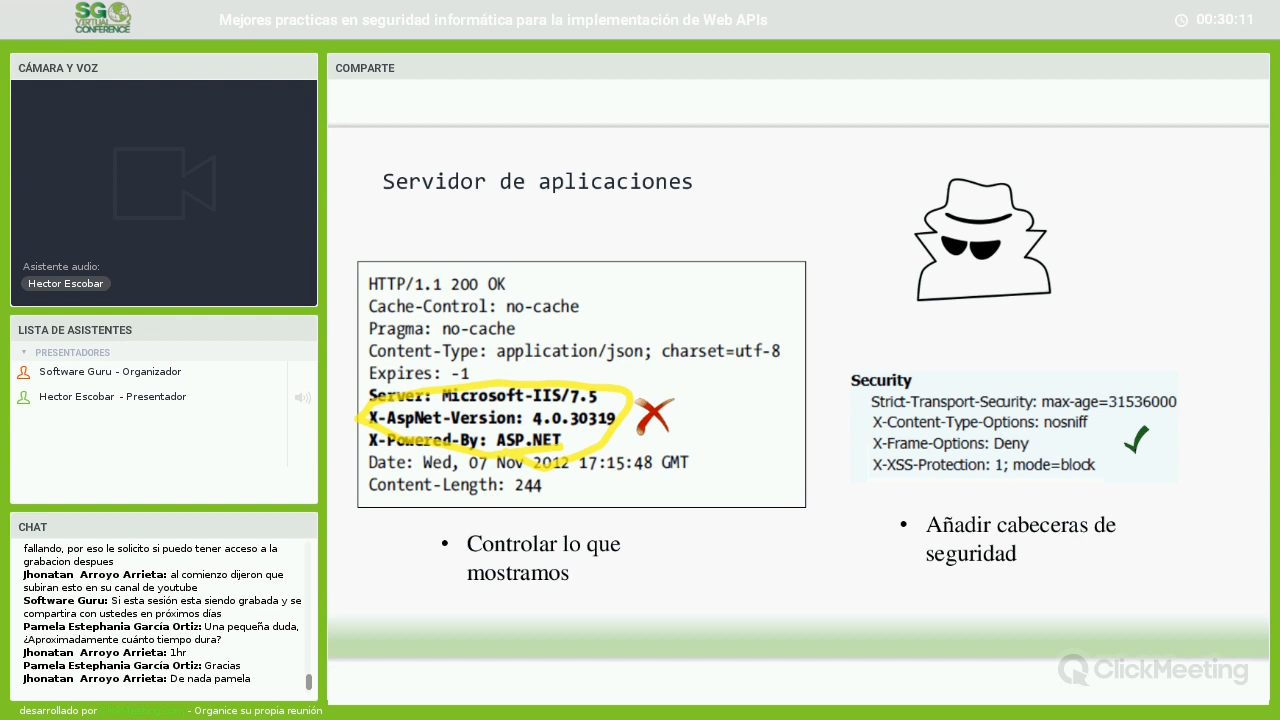 SG
VIRTUAL
CONFERENCE
Mejores practicas en seguridad informática para la implementación de Web APIs
00:30:11
CÁMARA Y VOZ
Asistente audio:
Hector Escobar
LISTA DE ASISTENTES
PRESENTADORES
Software Guru - Organizador
Hector Escobar - Presentador
CHAT
fallando, por eso le solicito si puedo tener acceso a la
grabacion despues
Jhonatan Arroyo Arrieta: al comienzo dijeron que
subiran esto en su canal de youtube
Software Guru: Si esta sesión esta siendo grabada y se
compartira con ustedes en próximos días
Pamela Estephania García Ortiz: Una pequeña duda,
¿Aproximadamente cuánto tiempo dura?
Jhonatan Arroyo Arrieta: 1hr
Pamela Estephania García Ortiz: Gracias
Jhonatan Arroyo Arrieta: De nada pamela
desarrollado por - Organice su propia reunión
COMPARTE
Servidor de aplicaciones
HTTP/1.1 200 OK
Cache-Control: no-cache
Pragma: no-cache
Content-Type: application/json; charset=utf-8
Expires: -1
Server: Microsoft-IIS/7.5
X-AspNet-Version: 4.0.30319
X-Powered-By: ASP.NET
Date: Wed, 07 Nov 2012 17:15:48 GMT
Content-Length: 244
• Controlar lo que
mostramos
Security
Strict-Transport-Security: max-age=31536000
X-Content-Type-Options: nosniff
X-Frame-Options: Deny
X-XSS-Protection: 1; mode=block
• Añadir cabeceras de
seguridad
ClickMeeting